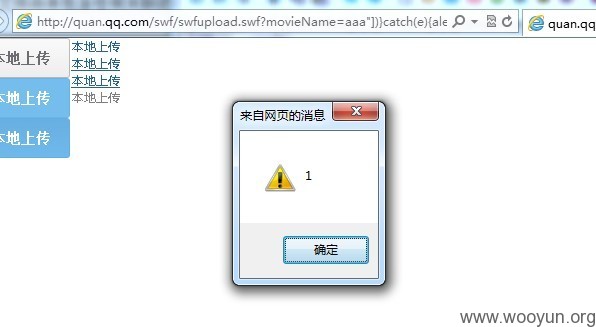 http://quan.qq.com/swf/swfupload.swf?movieName=aaa"])}catch(e){ale
quan.qq
本地上传
本地上传
本地上传
本地上传
本地上传
本地上传
本地上传
来自网页的消息
1
确定
www.wooyun.org